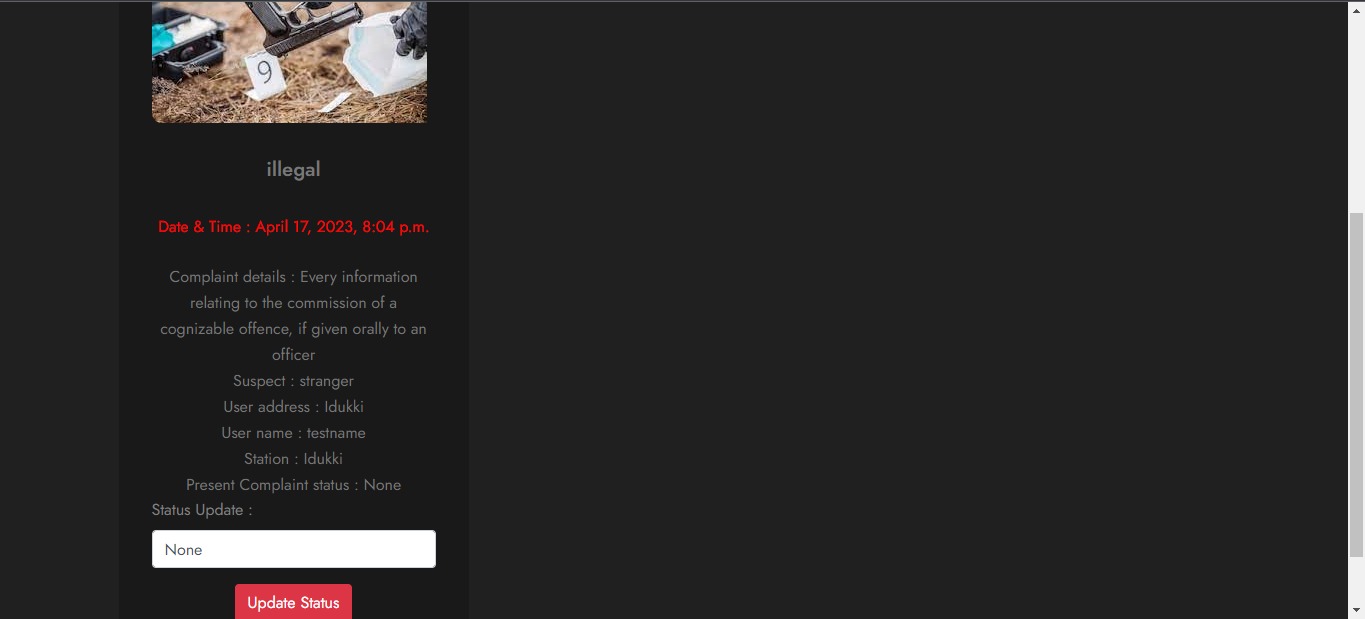 9
illegal
Date & Time : April 17, 2023, 8:04 p.m.
Complaint details : Every information
relating to the commission of a
cognizable offence, if given orally to an
officer
Suspect : stranger
User address : Idukki
User name : testname
Station : Idukki
Present Complaint status : None
Status Update :
None
Update Status